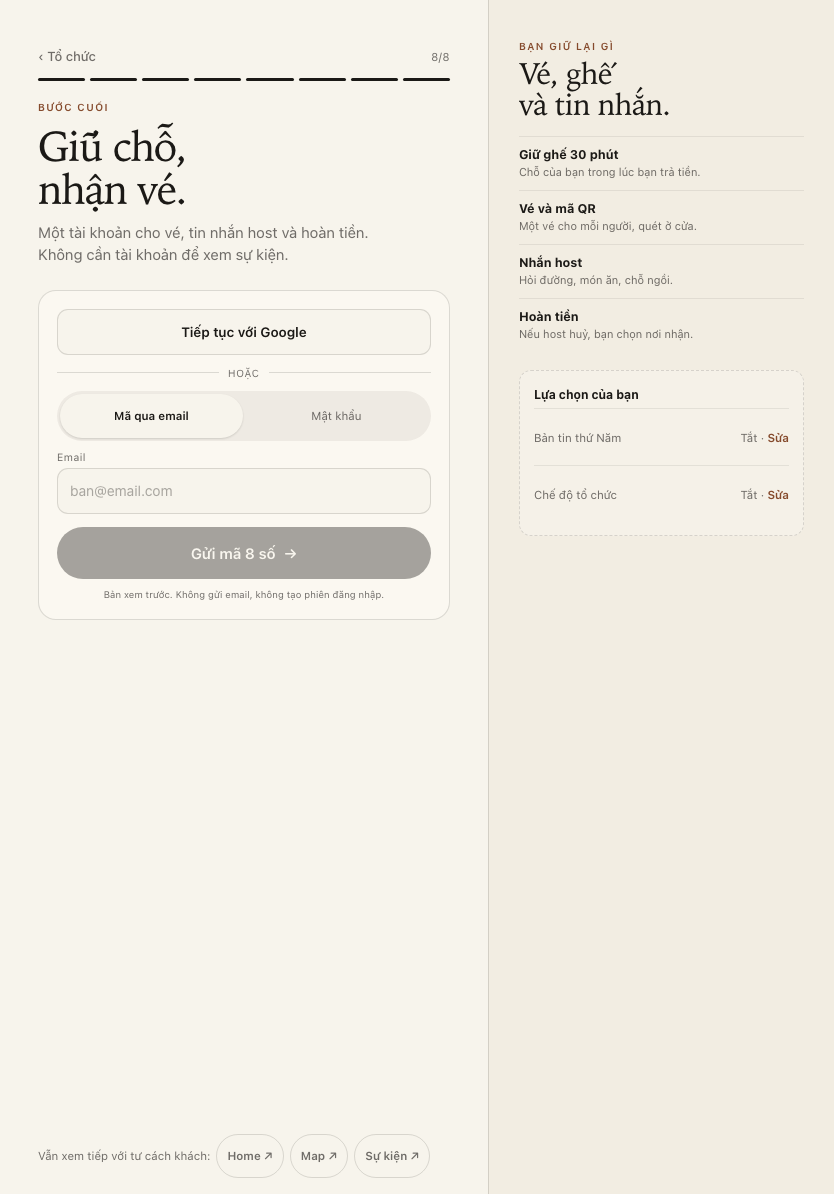 ‹ Tổ chức
8/8
BƯỚC CUỐI
Giữ chỗ,
nhận vé.
Một tài khoản cho vé, tin nhắn host và hoàn tiền.
Không cần tài khoản để xem sự kiện.
Tiếp tục với Google
HOẶC
Mã qua email
Mật khẩu
Email
ban@email.com
Gửi mã 8 số →
Bản xem trước. Không gửi email, không tạo phiên đăng nhập.
Vẫn xem tiếp với tư cách khách:
Home ↗
Map ↗
Sự kiện ↗
BẠN GIỮ LẠI GÌ
Vé, ghế
và tin nhắn.
Giữ ghế 30 phút
Chỗ của bạn trong lúc bạn trả tiền.
Vé và mã QR
Một vé cho mỗi người, quét ở cửa.
Nhắn host
Hỏi đường, món ăn, chỗ ngồi.
Hoàn tiền
Nếu host huỷ, bạn chọn nơi nhận.
Lựa chọn của bạn
Bản tin thứ Năm
Tắt · Sửa
Chế độ tổ chức
Tắt · Sửa